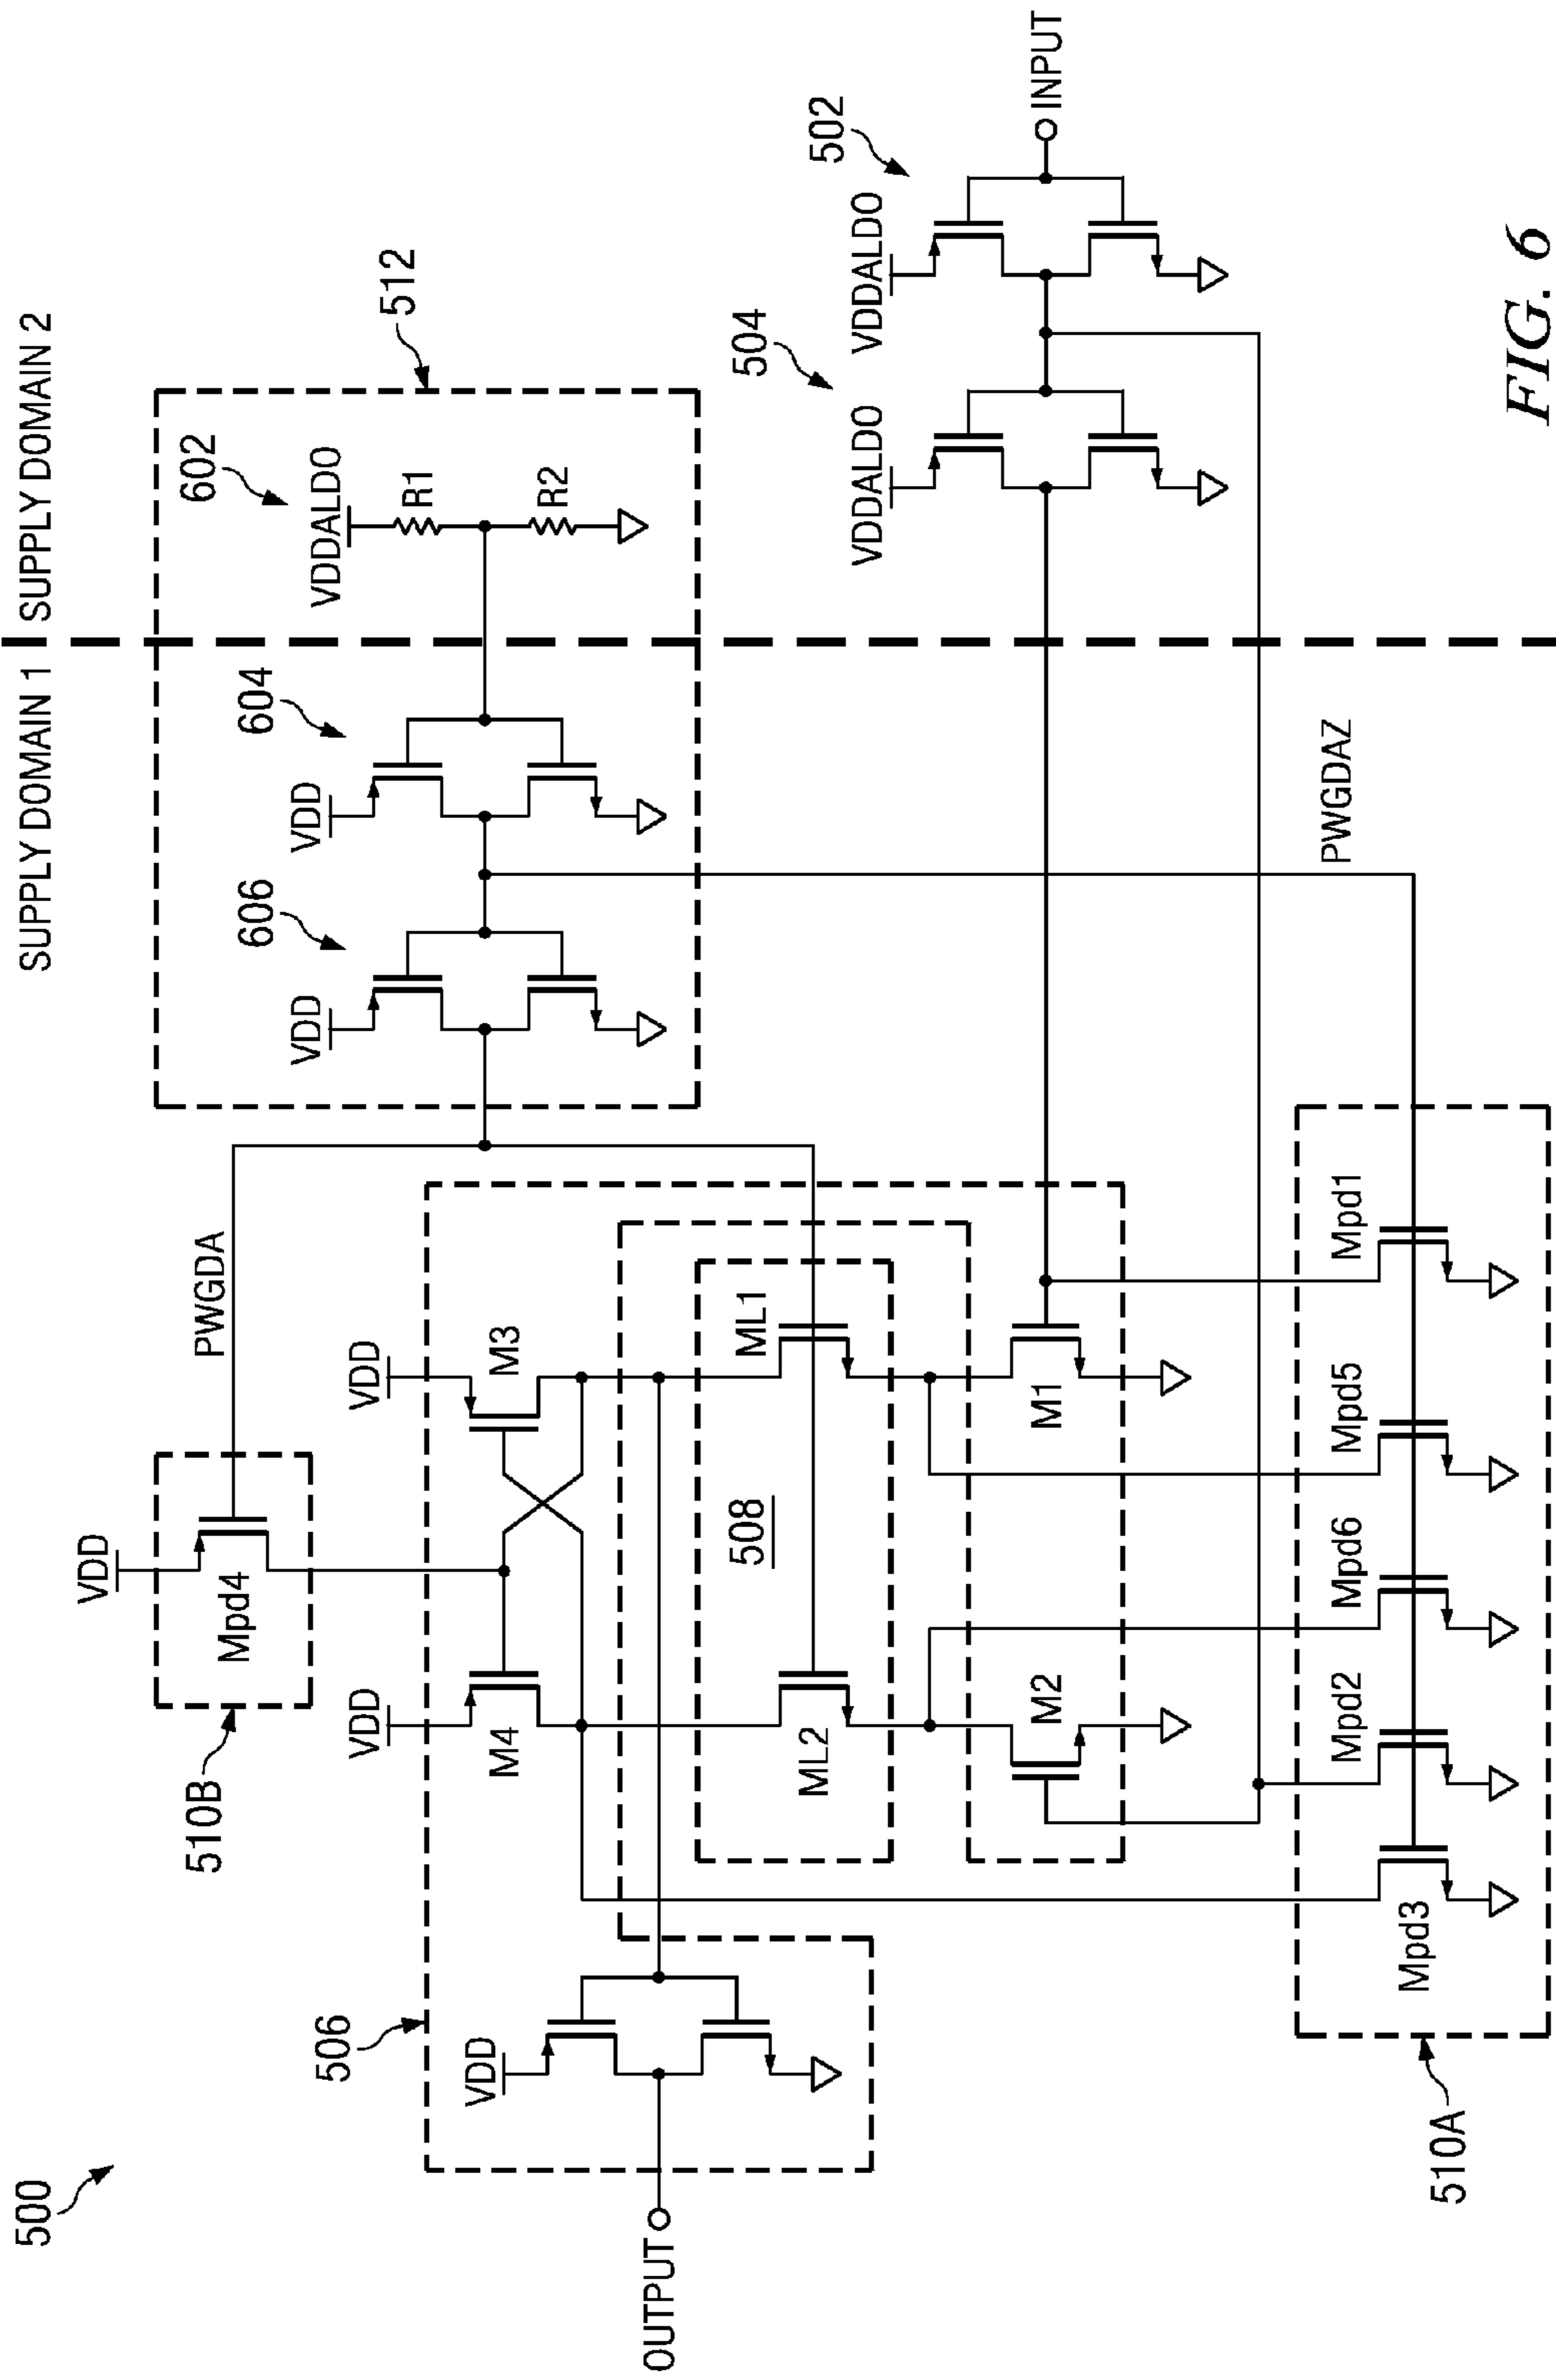 500
SUPPLY DOMAIN 1
SUPPLY DOMAIN 2
512
602
VDDALDO
R1
R2
604
VDD
606
VDD
PWGDA
VDD
Mpd4
510B
506
VDD
M4
VDD
M3
508
ML2
ML1
M2
M1
VDD
OUTPUT
502
VDDALDO
504
VDDALDO
INPUT
PWGDAZ
Mpd3
Mpd2
Mpd6
Mpd5
Mpd1
510A
FIG. 6